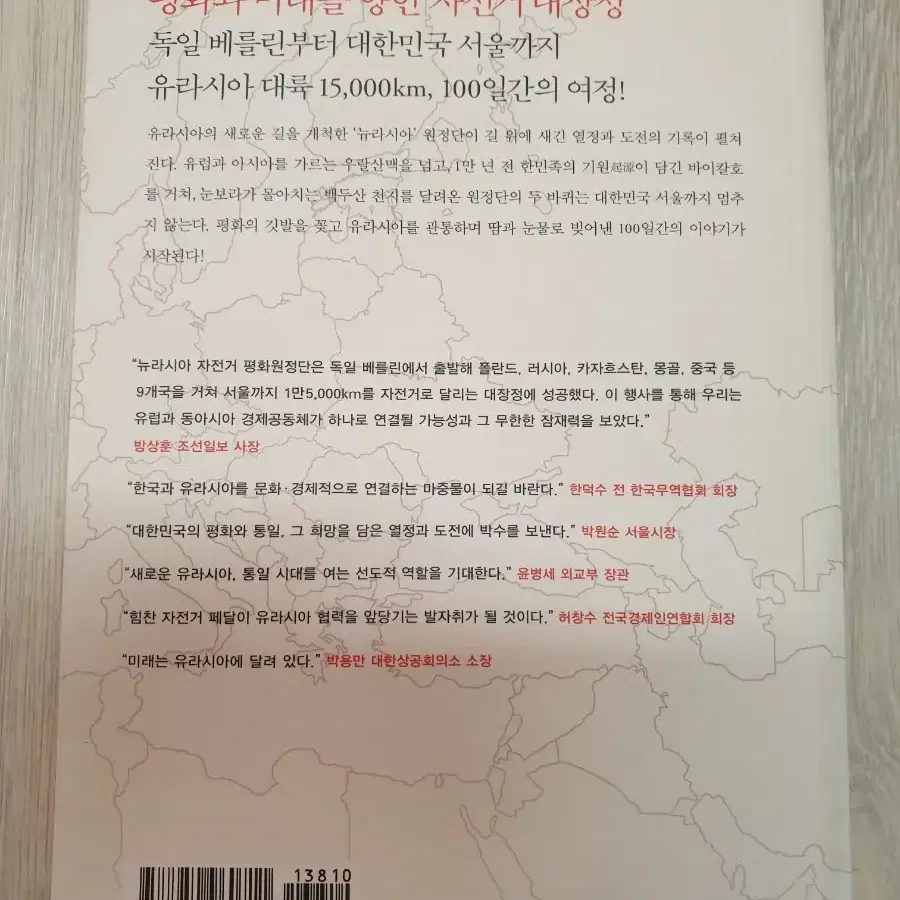 평화와 미래를 향한 자전거 대장정
독일 베를린부터 대한민국 서울까지
유라시아 대륙 15,000km, 100일간의 여정!
유라시아의 새로운 길을 개척한 ‘뉴라시아’ 원정단이 길 위에 새긴 열정과 도전의 기록이 펼쳐
진다. 유럽과 아시아를 가르는 우랄산맥을 넘고, 1만 년 전 한민족의 기원起源이 담긴 바이칼호
를 거쳐, 눈보라가 몰아치는 백두산 천지를 달려온 원정단의 두 바퀴는 대한민국 서울까지 멈추
지 않는다. 평화의 깃발을 꽂고 유라시아를 관통하며 땀과 눈물로 빚어낸 100일간의 이야기가
시작된다!
“뉴라시아 자전거 평화원정단은 독일 베를린에서 출발해 폴란드, 러시아, 카자흐스탄, 몽골, 중국 등
9개국을 거쳐 서울까지 1만5,000km를 자전거로 달리는 대장정에 성공했다. 이 행사를 통해 우리는
유럽과 동아시아 경제공동체가 하나로 연결될 가능성과 그 무한한 잠재력을 보았다.”
방상훈 조선일보 사장
“한국과 유라시아를 문화·경제적으로 연결하는 마중물이 되길 바란다.” 한덕수 전 한국무역협회 회장
“대한민국의 평화와 통일, 그 희망을 담은 열정과 도전에 박수를 보낸다.” 박원순 서울시장
“새로운 유라시아, 통일 시대를 여는 선도적 역할을 기대한다.” 윤병세 외교부 장관
“힘찬 자전거 페달이 유라시아 협력을 앞당기는 발자취가 될 것이다.” 허창수 전국경제인연합회 회장
“미래는 유라시아에 달려 있다.” 박용만 대한상공회의소 소장
13810